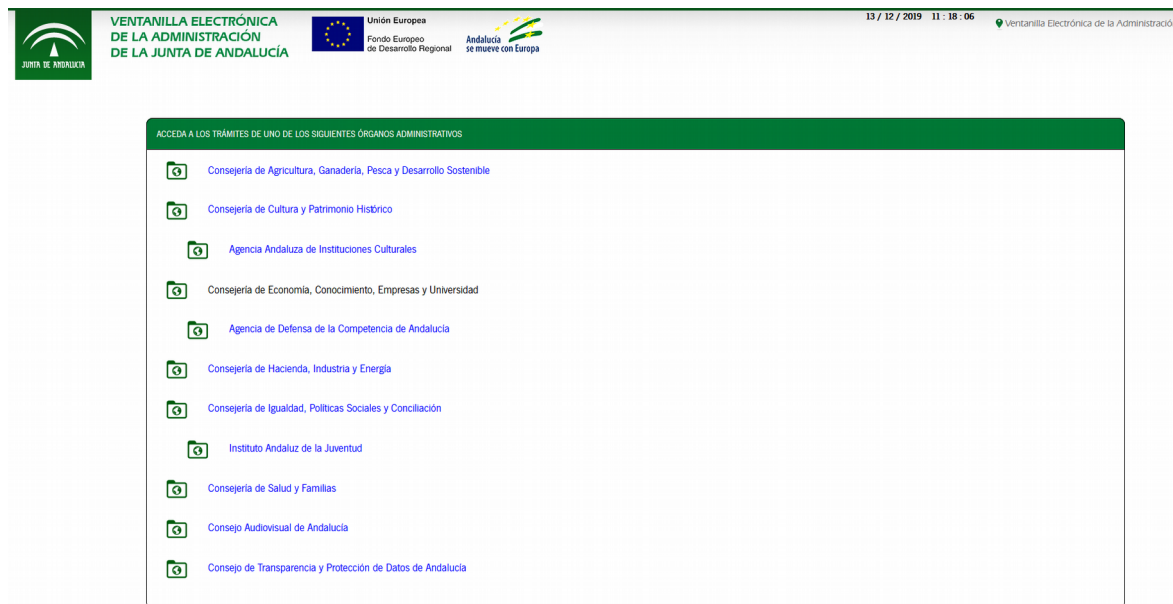 VENTANILLA ELECTRÓNICA
DE LA ADMINISTRACIÓN
DE LA JUNTA DE ANDALUCÍA
JUNTA DE ANDALUCIA
Unión Europea
Fondo Europeo
de Desarrollo Regional
Andalucía
se mueve con Europa
13 / 12 / 2019 11 : 18 : 06
Ventanilla Electrónica de la Administració
ACCEDA A LOS TRÁMITES DE UNO DE LOS SIGUIENTES ÓRGANOS ADMINISTRATIVOS
Consejería de Agricultura, Ganadería, Pesca y Desarrollo Sostenible
Consejería de Cultura y Patrimonio Histórico
Agencia Andaluza de Instituciones Culturales
Consejería de Economía, Conocimiento, Empresas y Universidad
Agencia de Defensa de la Competencia de Andalucía
Consejería de Hacienda, Industria y Energía
Consejería de Igualdad, Políticas Sociales y Conciliación
Instituto Andaluz de la Juventud
Consejería de Salud y Familias
Consejo Audiovisual de Andalucía
Consejo de Transparencia y Protección de Datos de Andalucía